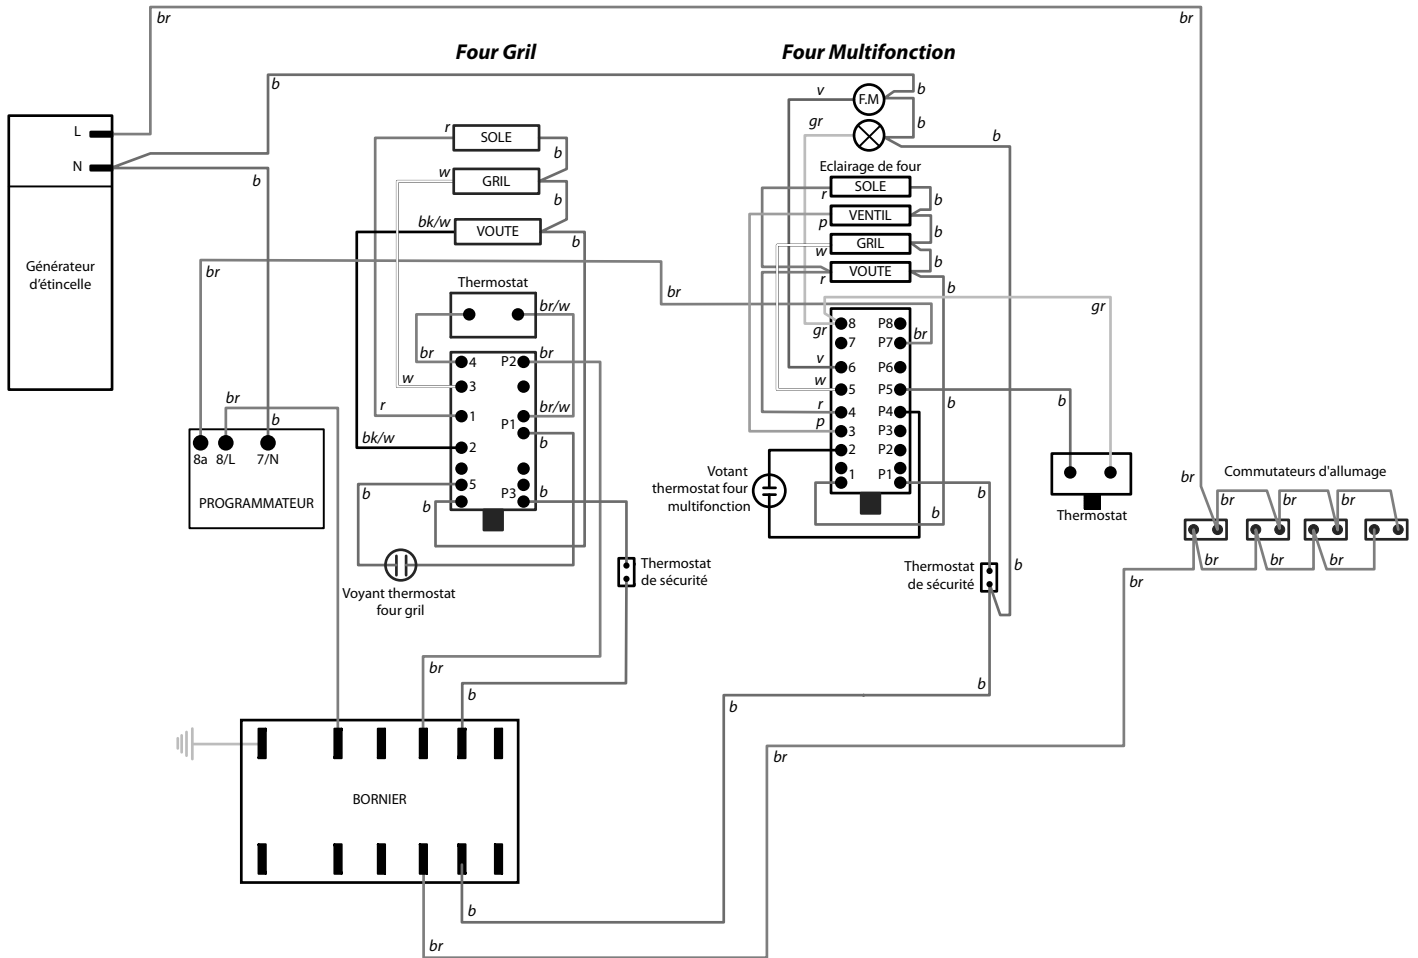 br
br
Four Gril
Four Multifonction
b
v
F.M
b
L
r
SOLE
gr
b
b
N
b
w
GRIL
b
Eclairage de four
b
r
SOLE
b
bk/w
VOUTE
b
p
VENTIL
b
w
GRIL
b
r
VOUTE
b
Générateur
d'étincelle
br
Thermostat
br
br/w
gr
gr
8
P8
7
P7
br
br
4
P2
br
v
6
P6
w
3
w
5
P5
b
b
br
r
1
br/w
P1
r
4
P4
b
p
3
P3
b
bk/w
2
b
2
P2
8a
8/L
7/N
PROGRAMMATEUR
b
5
P3
b
b
Votant
thermostat four
multifonction
1
P1
b
b
Thermostat
Commutateurs d'allumage
br
br
br
br
br
br
br
br
Voyant thermostat
four gril
Thermostat
de sécurité
Thermostat
de sécurité
b
br
b
b
b
br
BORNIER
b
br